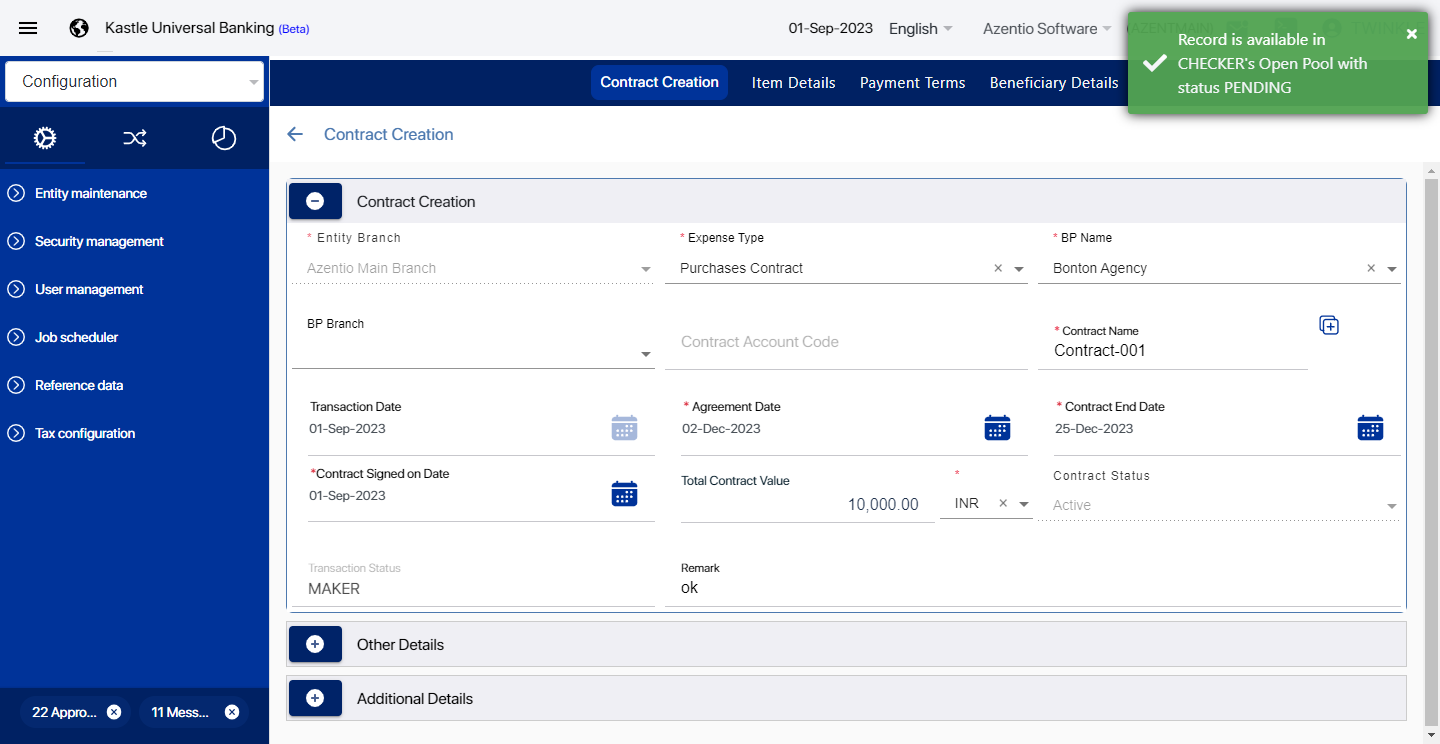 Kastle Universal Banking (Beta)
01-Sep-2023 English Azentio Software
Record is available in
CHECKER's Open Pool with
status PENDING
Configuration
Contract Creation Item Details Payment Terms Beneficiary Details
Contract Creation
Entity maintenance
Security management
User management
Job scheduler
Reference data
Tax configuration
22 Appro...
11 Mess...
Contract Creation
* Entity Branch
Azentio Main Branch
* Expense Type
Purchases Contract
* BP Name
Bonton Agency
BP Branch
Contract Account Code
* Contract Name
Contract-001
Transaction Date
01-Sep-2023
* Agreement Date
02-Dec-2023
* Contract End Date
25-Dec-2023
*Contract Signed on Date
01-Sep-2023
Total Contract Value
10,000.00
*
INR
Contract Status
Active
Transaction Status
MAKER
Remark
ok
Other Details
Additional Details